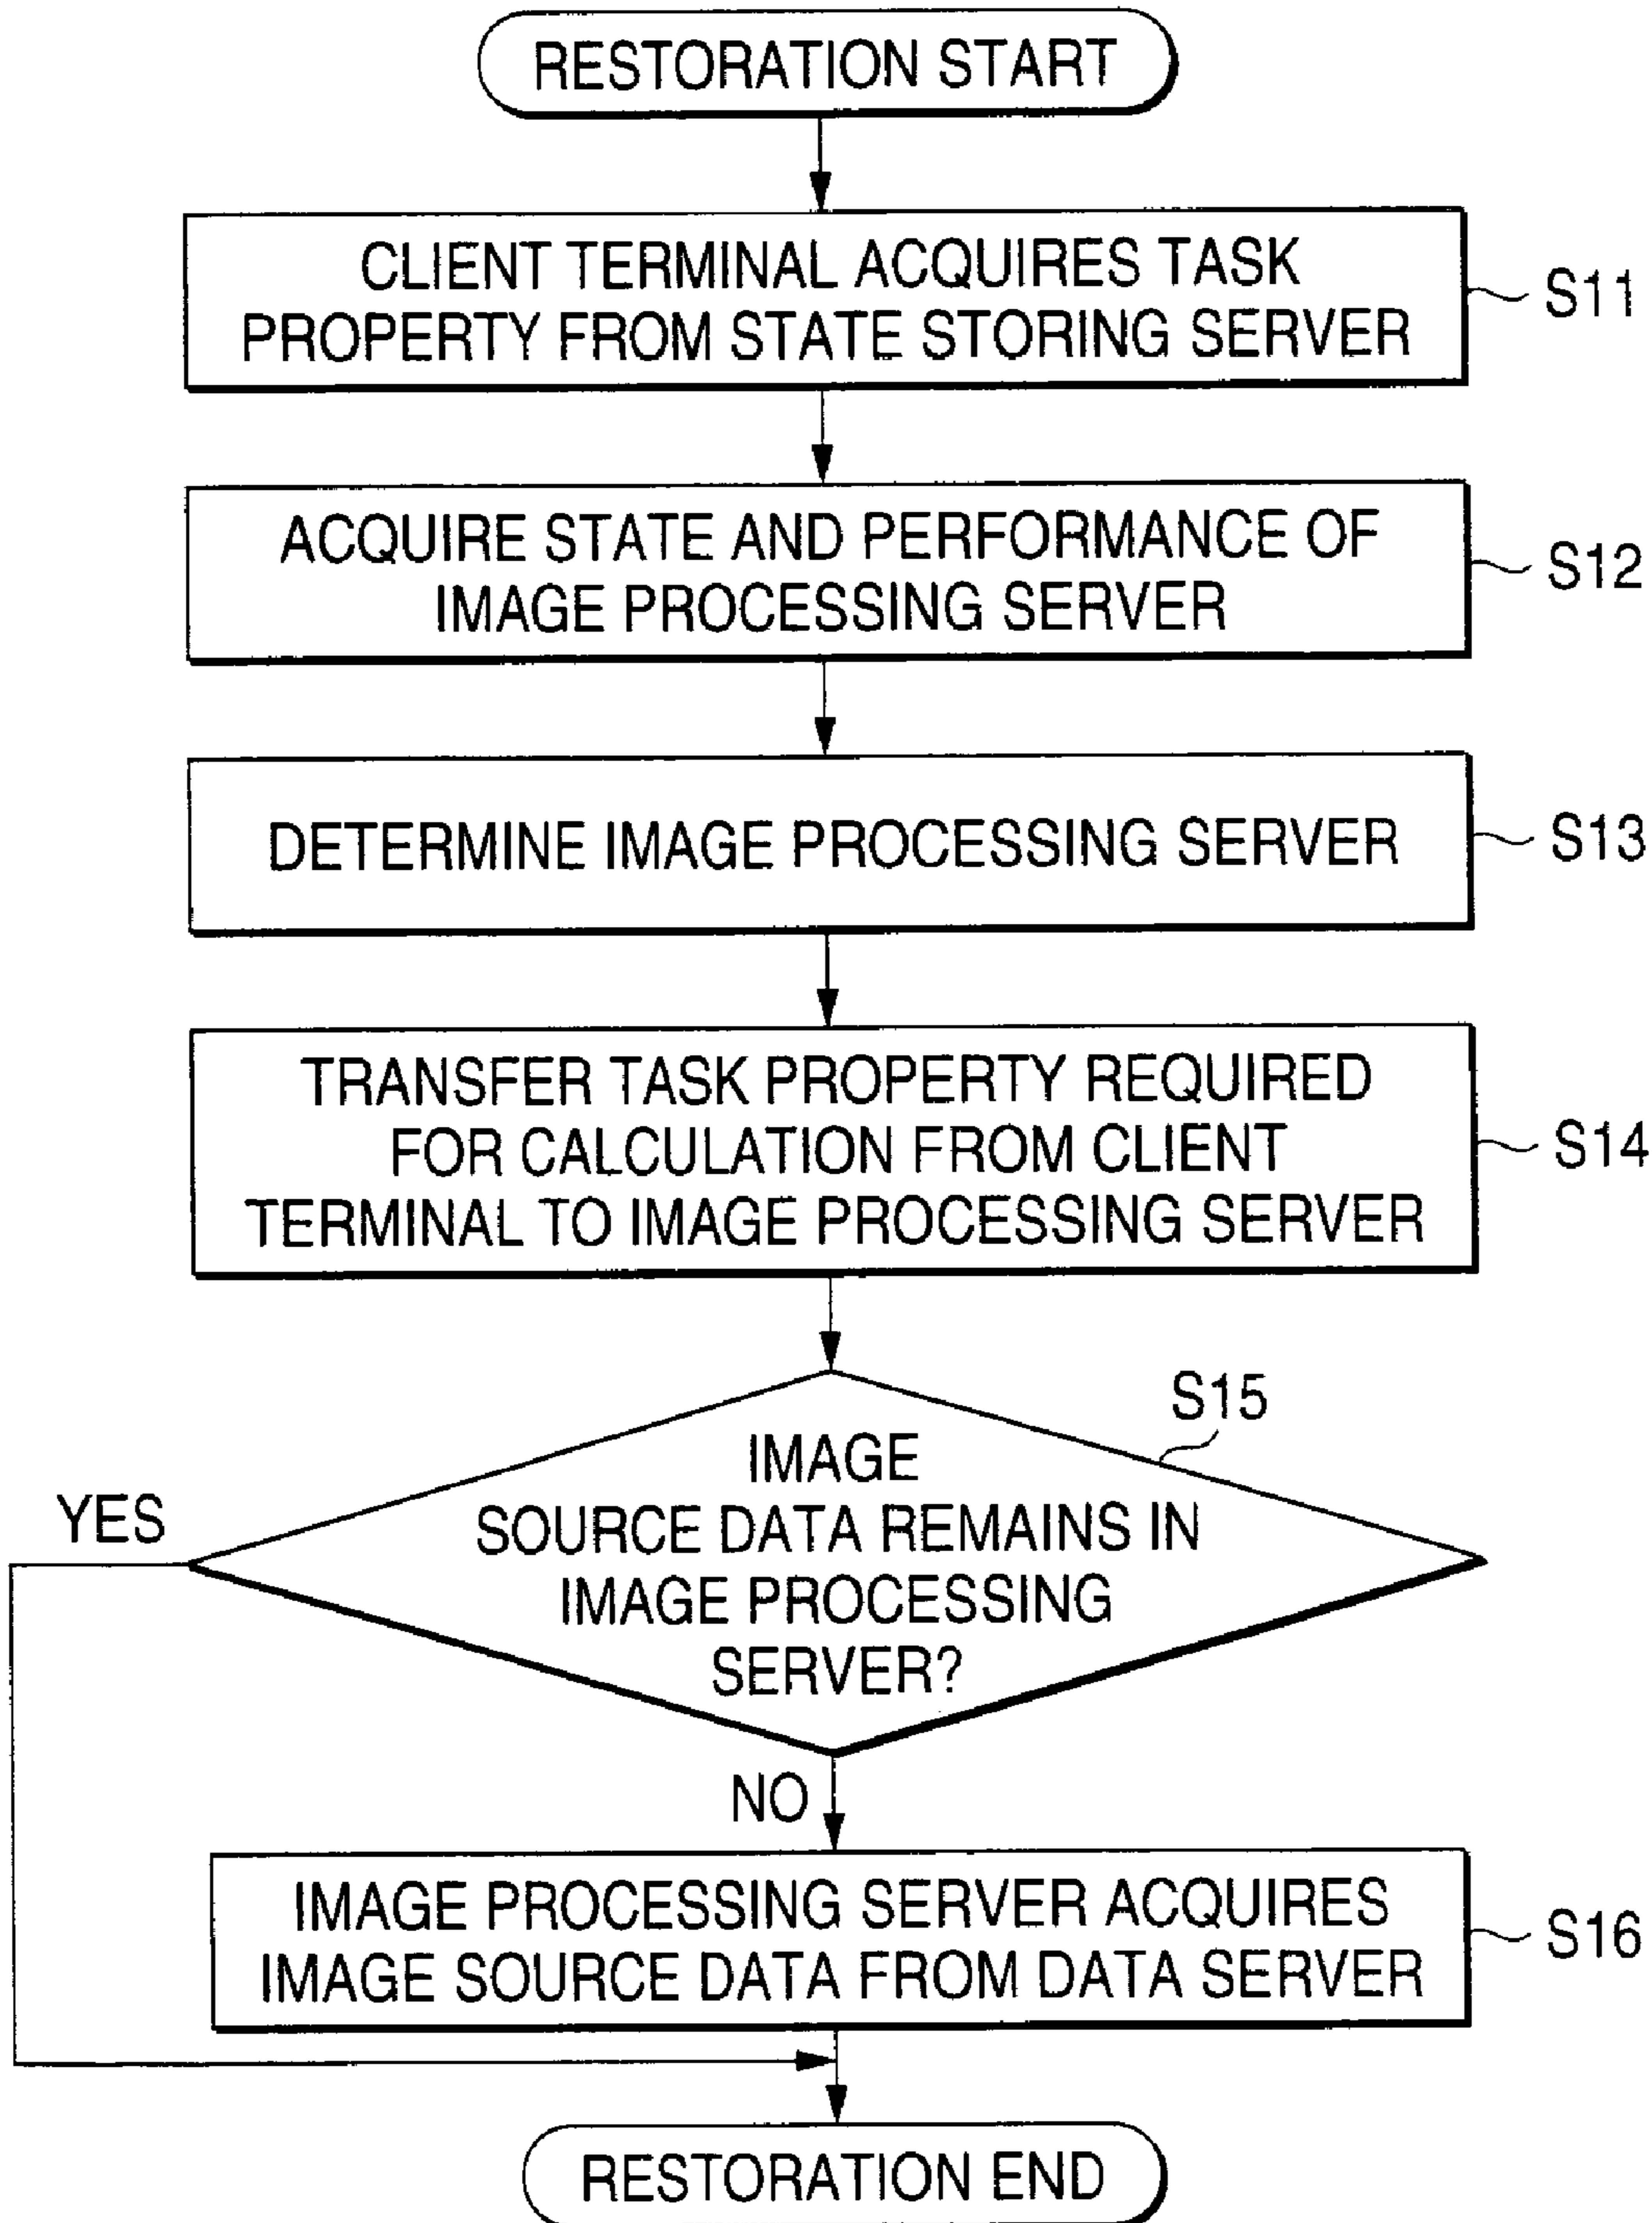 RESTORATION START
CLIENT TERMINAL ACQUIRES TASK
PROPERTY FROM STATE STORING SERVER
S11
ACQUIRE STATE AND PERFORMANCE OF
IMAGE PROCESSING SERVER
S12
DETERMINE IMAGE PROCESSING SERVER
S13
TRANSFER TASK PROPERTY REQUIRED
FOR CALCULATION FROM CLIENT
TERMINAL TO IMAGE PROCESSING SERVER
S14
S15
IMAGE
SOURCE DATA REMAINS IN
IMAGE PROCESSING
SERVER?
YES
NO
IMAGE PROCESSING SERVER ACQUIRES
IMAGE SOURCE DATA FROM DATA SERVER
S16
RESTORATION END